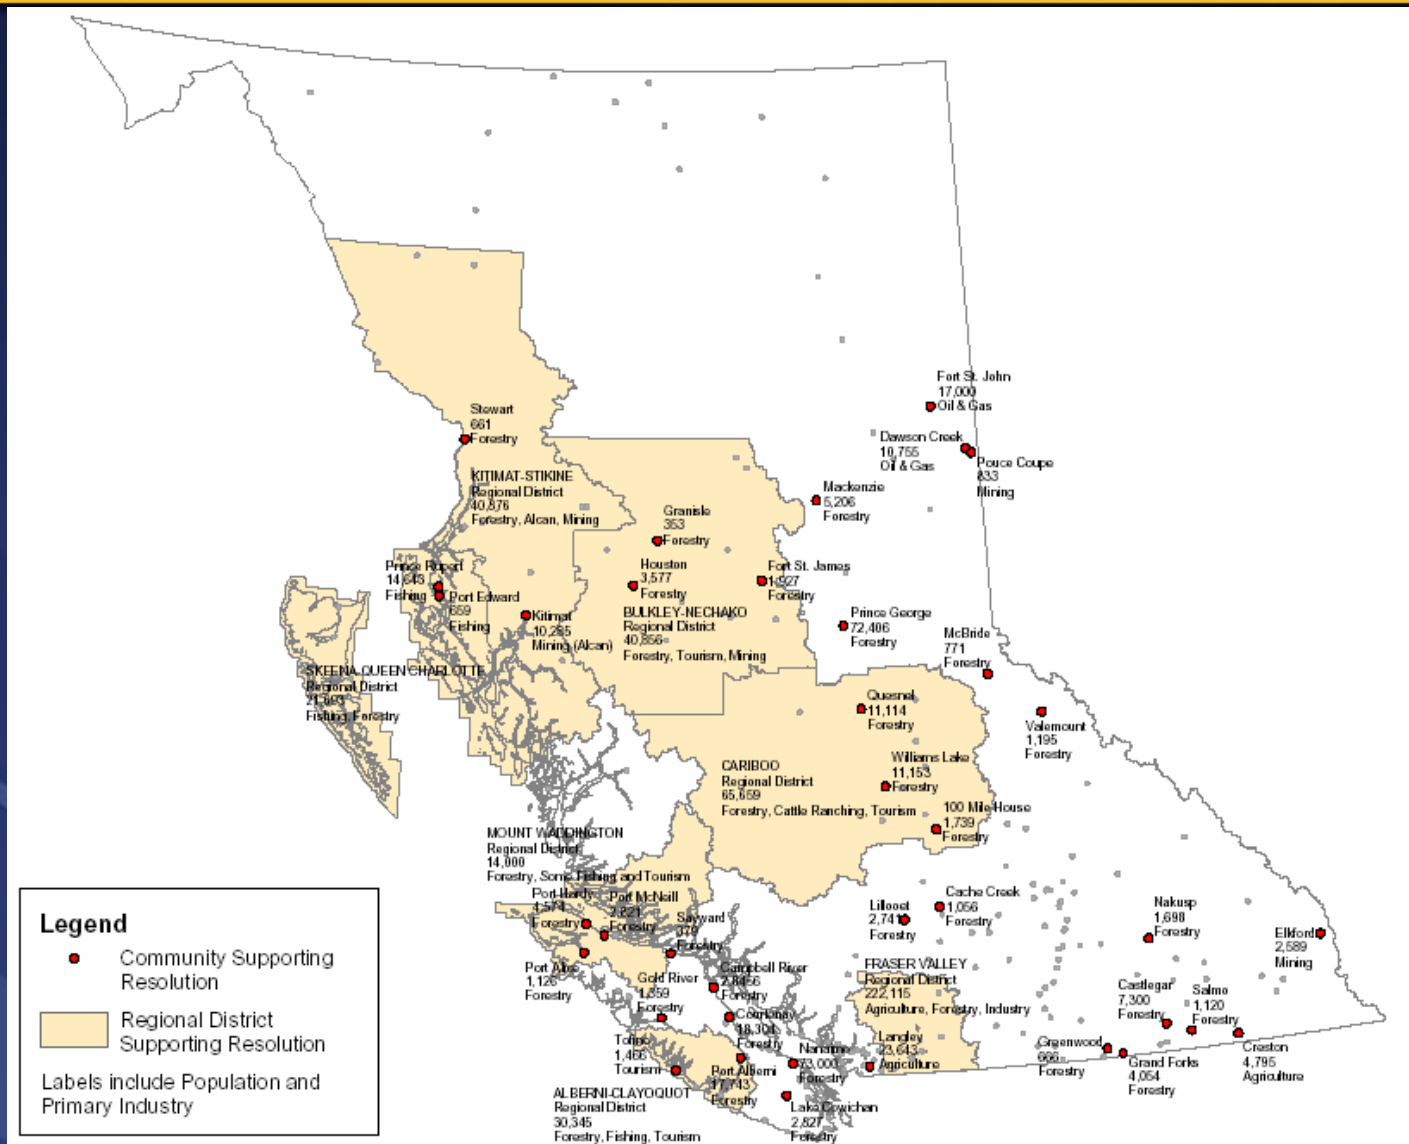 Fort St. John
17,000
Oil & Gas
Dawson Creek
10,755
Oil & Gas
Pouce Coupe
833
Mining
Stewart
661
Forestry
KITIMAT-STIKINE
Regional District
40,876
Forestry, Alcan, Mining
Mackenzie
5,206
Forestry
Granisle
353
Forestry
Prince Rupert
14,643
Fishing
Port Edward
659
Fishing
Kitimat
10,285
Mining (Alcan)
Houston
3,577
Forestry
Fort St. James
1,927
Forestry
BULKLEY-NECHAKO
Regional District
40,856
Forestry, Tourism, Mining
Prince George
72,406
Forestry
McBride
771
Forestry
SKEENA-QUEEN CHARLOTTE
Regional District
21,693
Fishing, Forestry
Quesnel
11,114
Forestry
Valemount
1,195
Forestry
CARIBOO
Regional District
65,659
Forestry, Cattle Ranching, Tourism
Williams Lake
11,153
Forestry
100 Mile House
1,739
Forestry
MOUNT WADDINGTON
Regional District
14,000
Forestry, Some Fishing and Tourism
Port Hardy
4,574
Forestry
Port McNeill
2,821
Forestry
Sayward
379
Forestry
Port Alice
1,126
Forestry
Gold River
1,359
Forestry
Campbell River
2,8456
Forestry
Courtenay
18,304
Forestry
Tofino
1,466
Tourism
Port Alberni
17,743
Forestry
Nanaimo
73,000
Forestry
Lake Cowichan
2,827
Forestry
ALBERNI-CLAYOQUOT
Regional District
30,345
Forestry, Fishing, Tourism
Lillooet
2,741
Forestry
Cache Creek
1,056
Forestry
FRASER VALLEY
Regional District
222,115
Agriculture, Forestry, Industry
Langley
23,643
Agriculture
Nakusp
1,698
Forestry
Elkford
2,589
Mining
Castlegar
7,300
Forestry
Salmo
1,120
Forestry
Greenwood
666
Forestry
Grand Forks
4,054
Forestry
Creston
4,795
Agriculture
Legend
Community Supporting
Resolution
Regional District
Supporting Resolution
Labels include Population and
Primary Industry